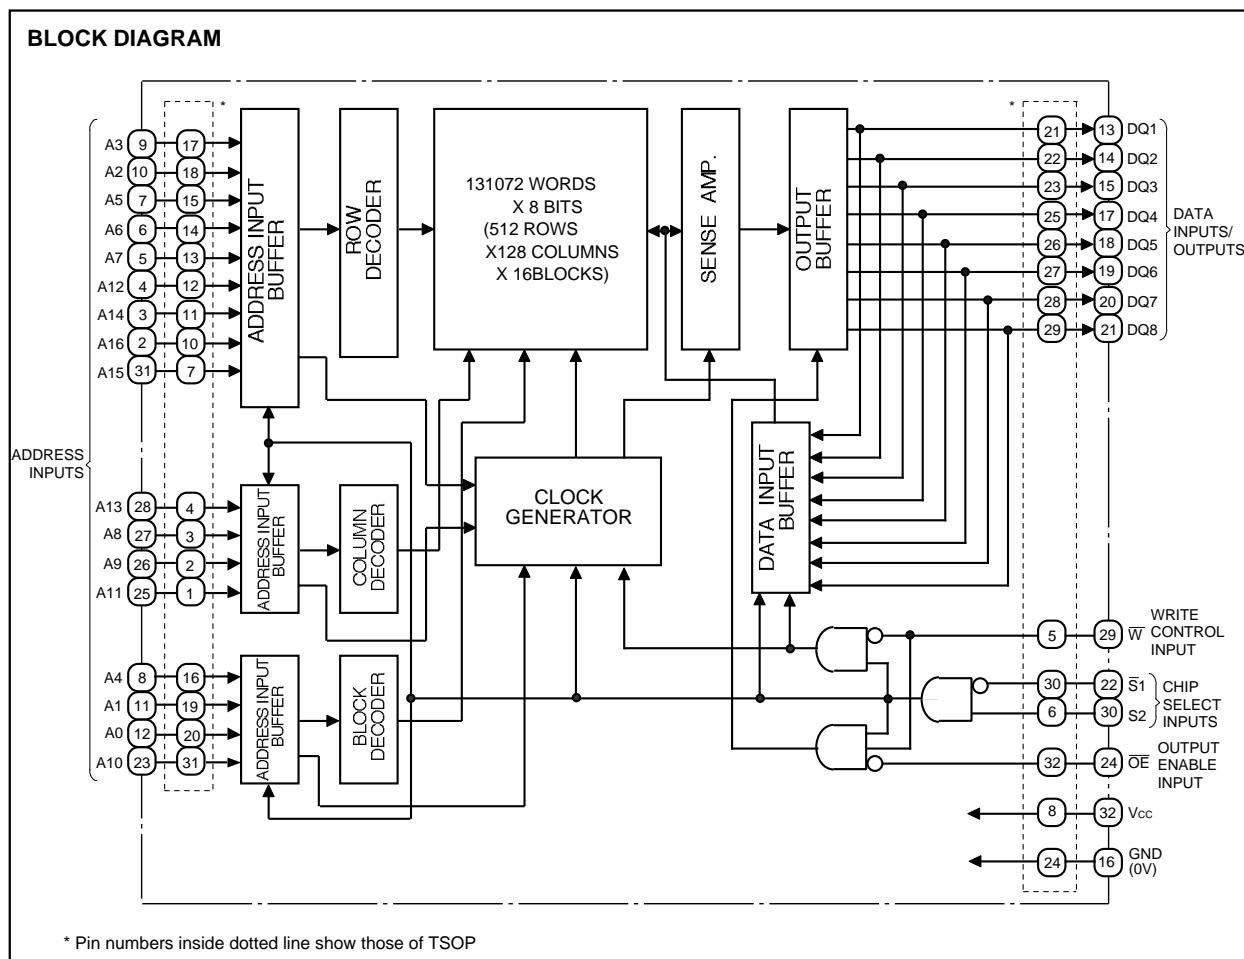 BLOCK DIAGRAM
*
*
ADDRESS
INPUTS
A3 9 17
A2 10 18
A5 7 15
A6 6 14
A7 5 13
A12 4 12
A14 3 11
A16 2 10
A15 31 7
A13 28 4
A8 27 3
A9 26 2
A11 25 1
A4 8 16
A1 11 19
A0 12 20
A10 23 31
ADDRESS INPUT
BUFFER
ROW
DECODER
131072 WORDS
X 8 BITS
(512 ROWS
X128 COLUMNS
X 16BLOCKS)
SENSE AMP.
OUTPUT
BUFFER
21 13 DQ1
22 14 DQ2
23 15 DQ3
25 17 DQ4
26 18 DQ5
27 19 DQ6
28 20 DQ7
29 21 DQ8
DATA
INPUTS/
OUTPUTS
ADDRESS INPUT
BUFFER
COLUMN
DECODER
CLOCK
GENERATOR
DATA INPUT
BUFFER
ADDRESS INPUT
BUFFER
BLOCK
DECODER
5 29 W̅
WRITE
CONTROL
INPUT
30 22 S̅1
6 30 S2
CHIP
SELECT
INPUTS
32 24 O̅E̅
OUTPUT
ENABLE
INPUT
8 32 Vcc
24 16 GND
(0V)
* Pin numbers inside dotted line show those of TSOP